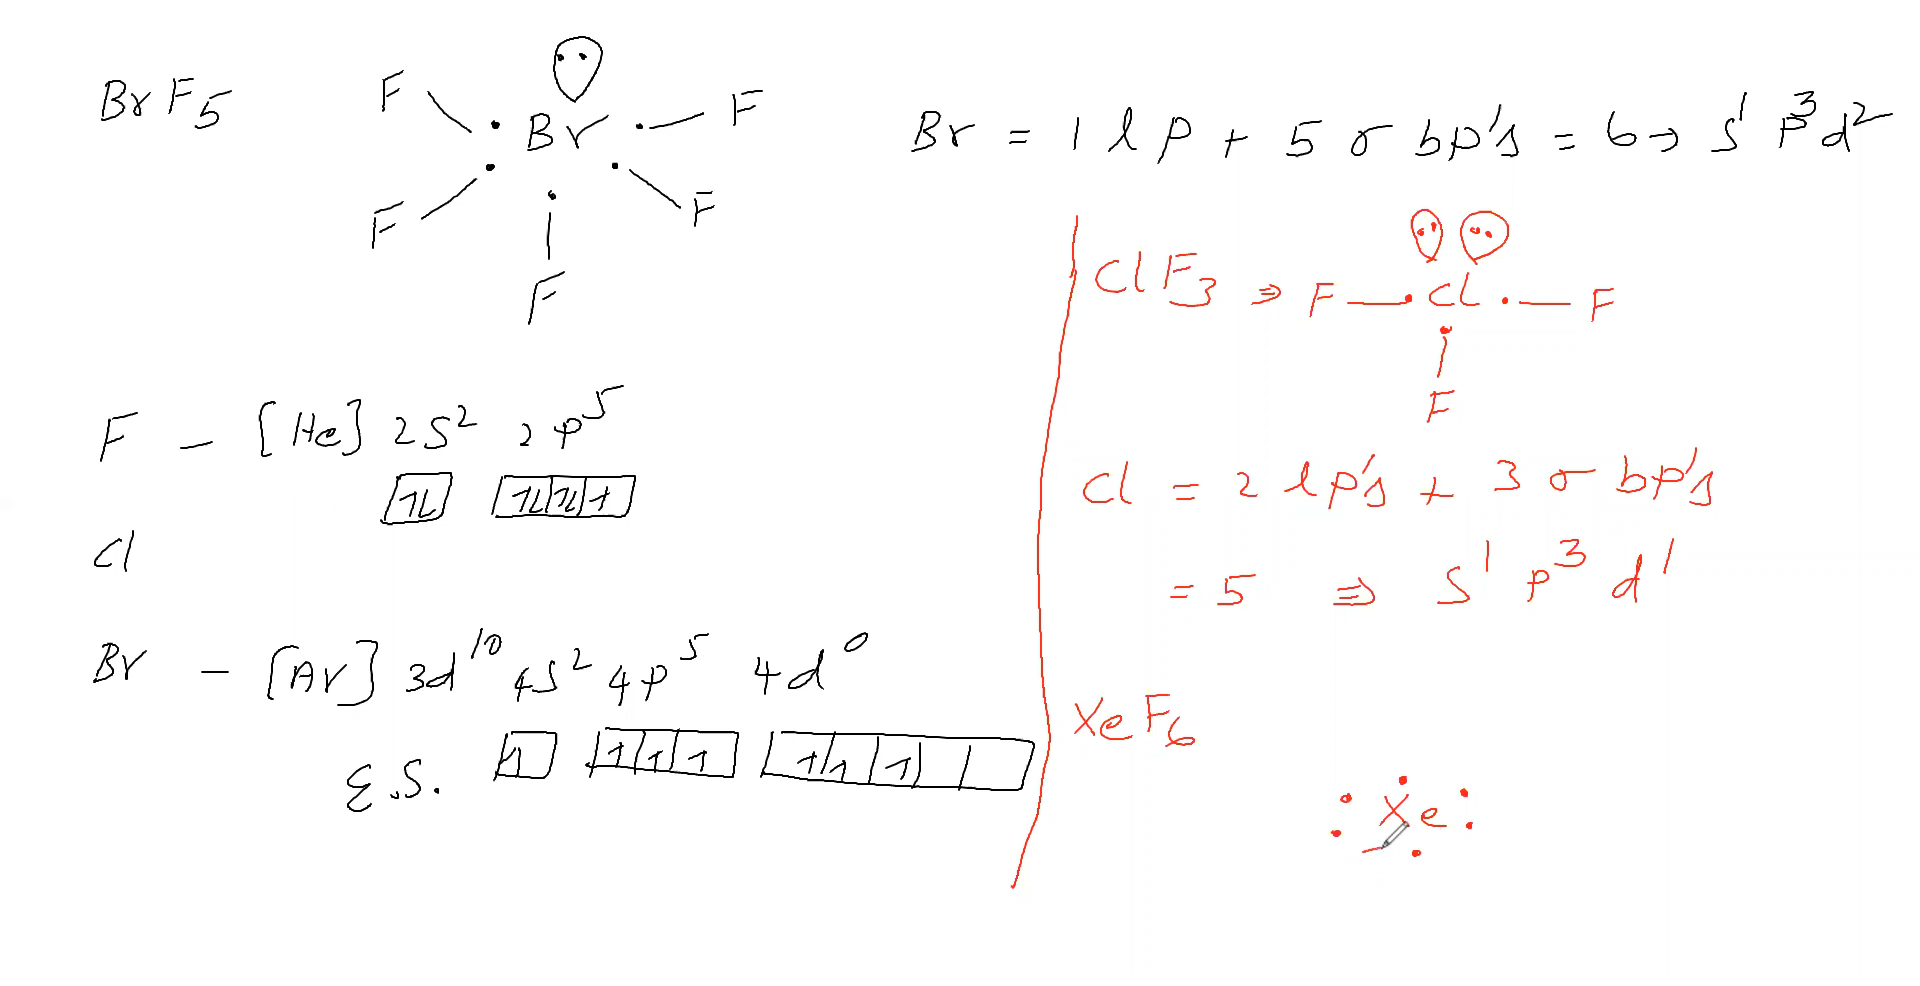 BrF5
F F
Br
F F
F
Br = 1 lp + 5 σ bp's = 6 → s¹ p³ d²
ClF3 ⇒ F — Cl — F
F
F – [He] 2s² 2p⁵
Cl = 2 lp's + 3 σ bp's
= 5 ⇒ s¹ p³ d¹
Cl
Br – [Ar] 3d¹⁰ 4s² 4p⁵ 4d⁰
E.S.
XeF6
Xe